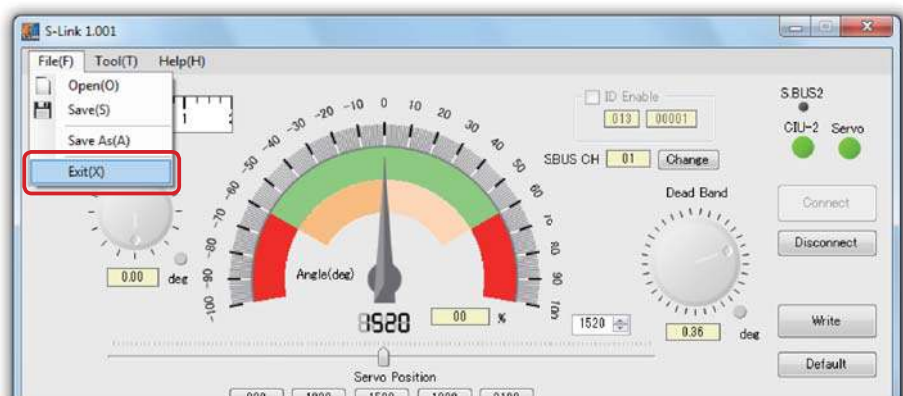 S-Link 1.001
File(F) Tool(T) Help(H)
Open(O)
Save(S)
Save As(A)
Exit(X)
1
ID Enable
013 00001
SBUS CH 01 Change
S.BUS2
CIU-2 Servo
Connect
Disconnect
Write
Default
Dead Band
0.36 deg
0.00 deg
-100 -90 -80 -70 -60 -50 -40 -30 -20 -10 0 10 20 30 40 50 60 70 80 90 100
Angle(deg)
1520
00 %
1520
Servo Position